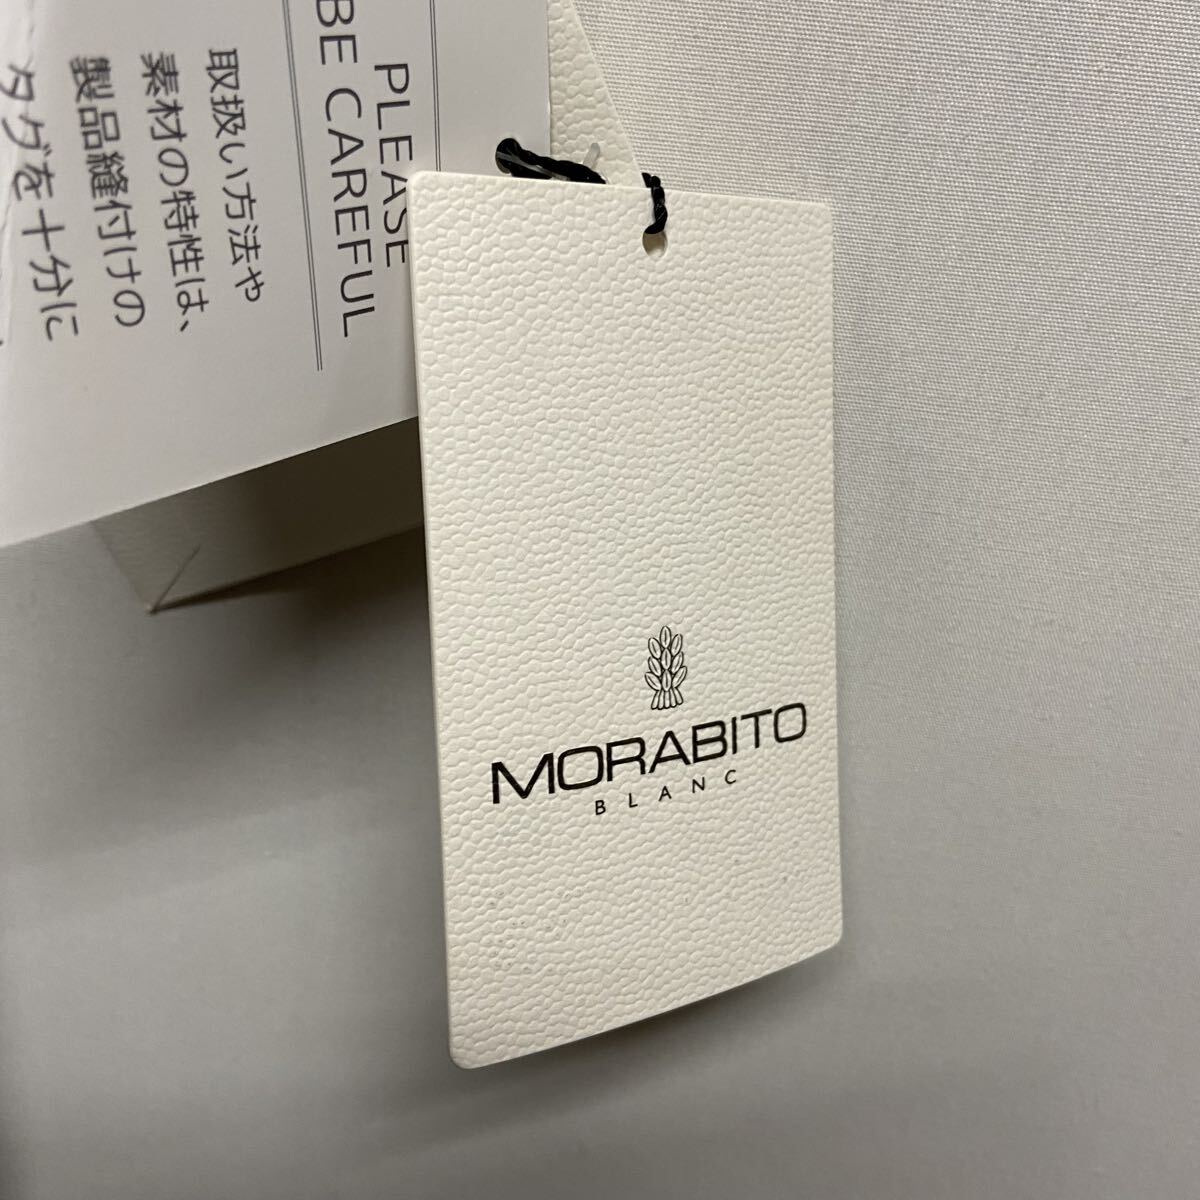 PLEASE
BE CAREFUL
取扱い方法や
素材の特性は、
製品縫付けの
タグを十分に
MORABITO
BLANC